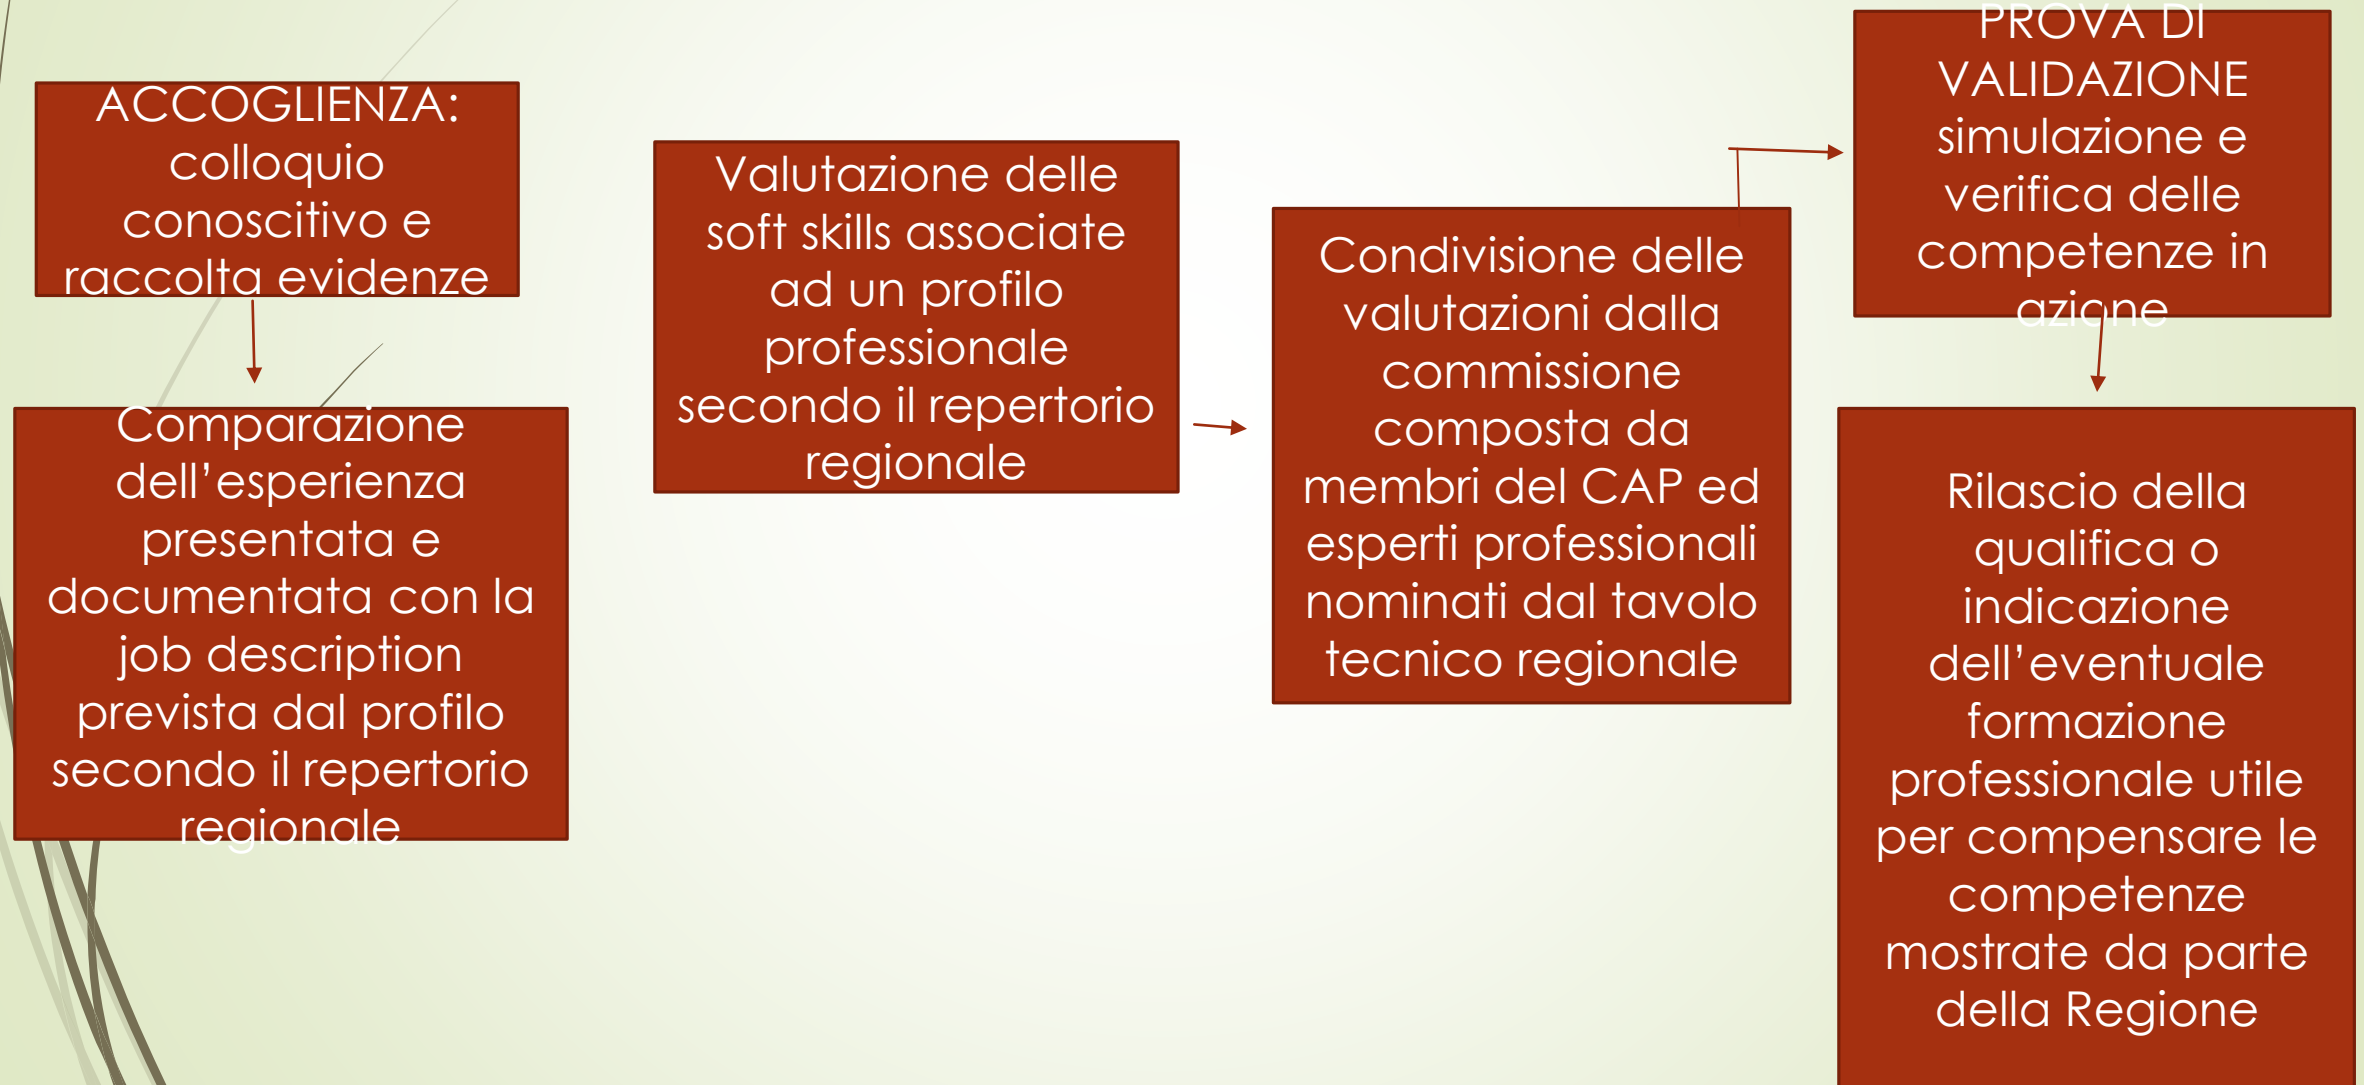 ACCOGLIENZA:
colloquio
conoscitivo e
raccolta evidenze
Comparazione
dell’esperienza
presentata e
documentata con la
job description
prevista dal profilo
secondo il repertorio
regionale
Valutazione delle
soft skills associate
ad un profilo
professionale
secondo il repertorio
regionale
Condivisione delle
valutazioni dalla
commissione
composta da
membri del CAP ed
esperti professionali
nominati dal tavolo
tecnico regionale
PROVA DI
VALIDAZIONE
simulazione e
verifica delle
competenze in
azione
Rilascio della
qualifica o
indicazione
dell’eventuale
formazione
professionale utile
per compensare le
competenze
mostrate da parte
della Regione